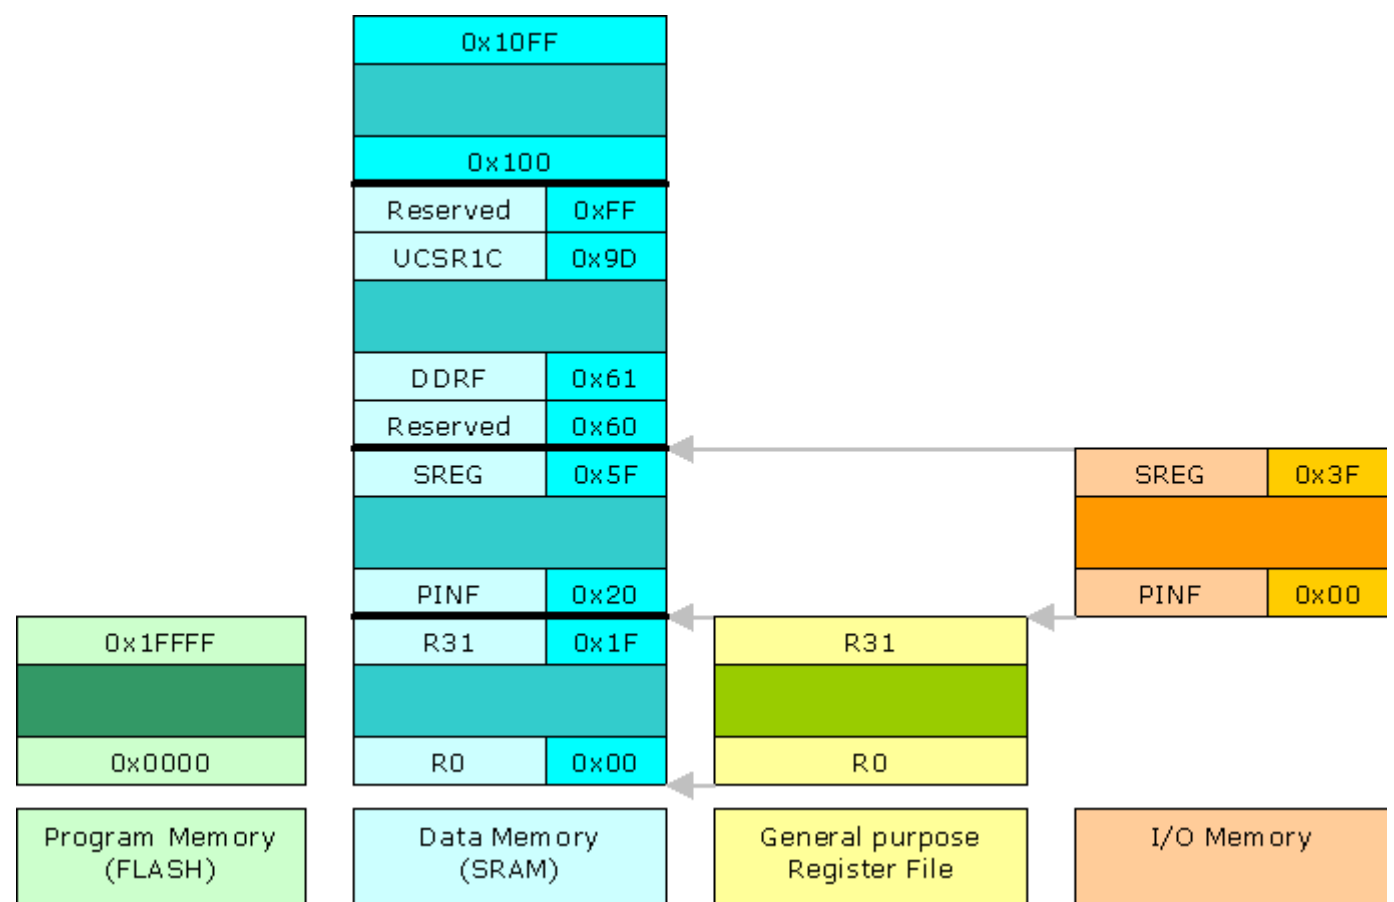 0x10FF
0x100
Reserved 0xFF
UCSR1C 0x9D
DDRF 0x61
Reserved 0x60
SREG 0x5F SREG 0x3F
PINF 0x20 PINF 0x00
0x1FFFF R31 0x1F R31
0x0000 R0 0x00 R0
Program Memory
(FLASH)
Data Memory
(SRAM)
General purpose
Register File
I/O Memory